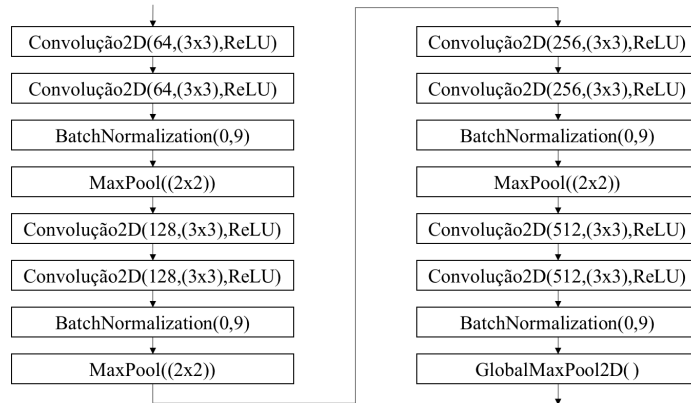 Convolução2D(64,(3x3),ReLU)
Convolução2D(64,(3x3),ReLU)
BatchNormalization(0,9)
MaxPool((2x2))
Convolução2D(128,(3x3),ReLU)
Convolução2D(128,(3x3),ReLU)
BatchNormalization(0,9)
MaxPool((2x2))
Convolução2D(256,(3x3),ReLU)
Convolução2D(256,(3x3),ReLU)
BatchNormalization(0,9)
MaxPool((2x2))
Convolução2D(512,(3x3),ReLU)
Convolução2D(512,(3x3),ReLU)
BatchNormalization(0,9)
GlobalMaxPool2D( )